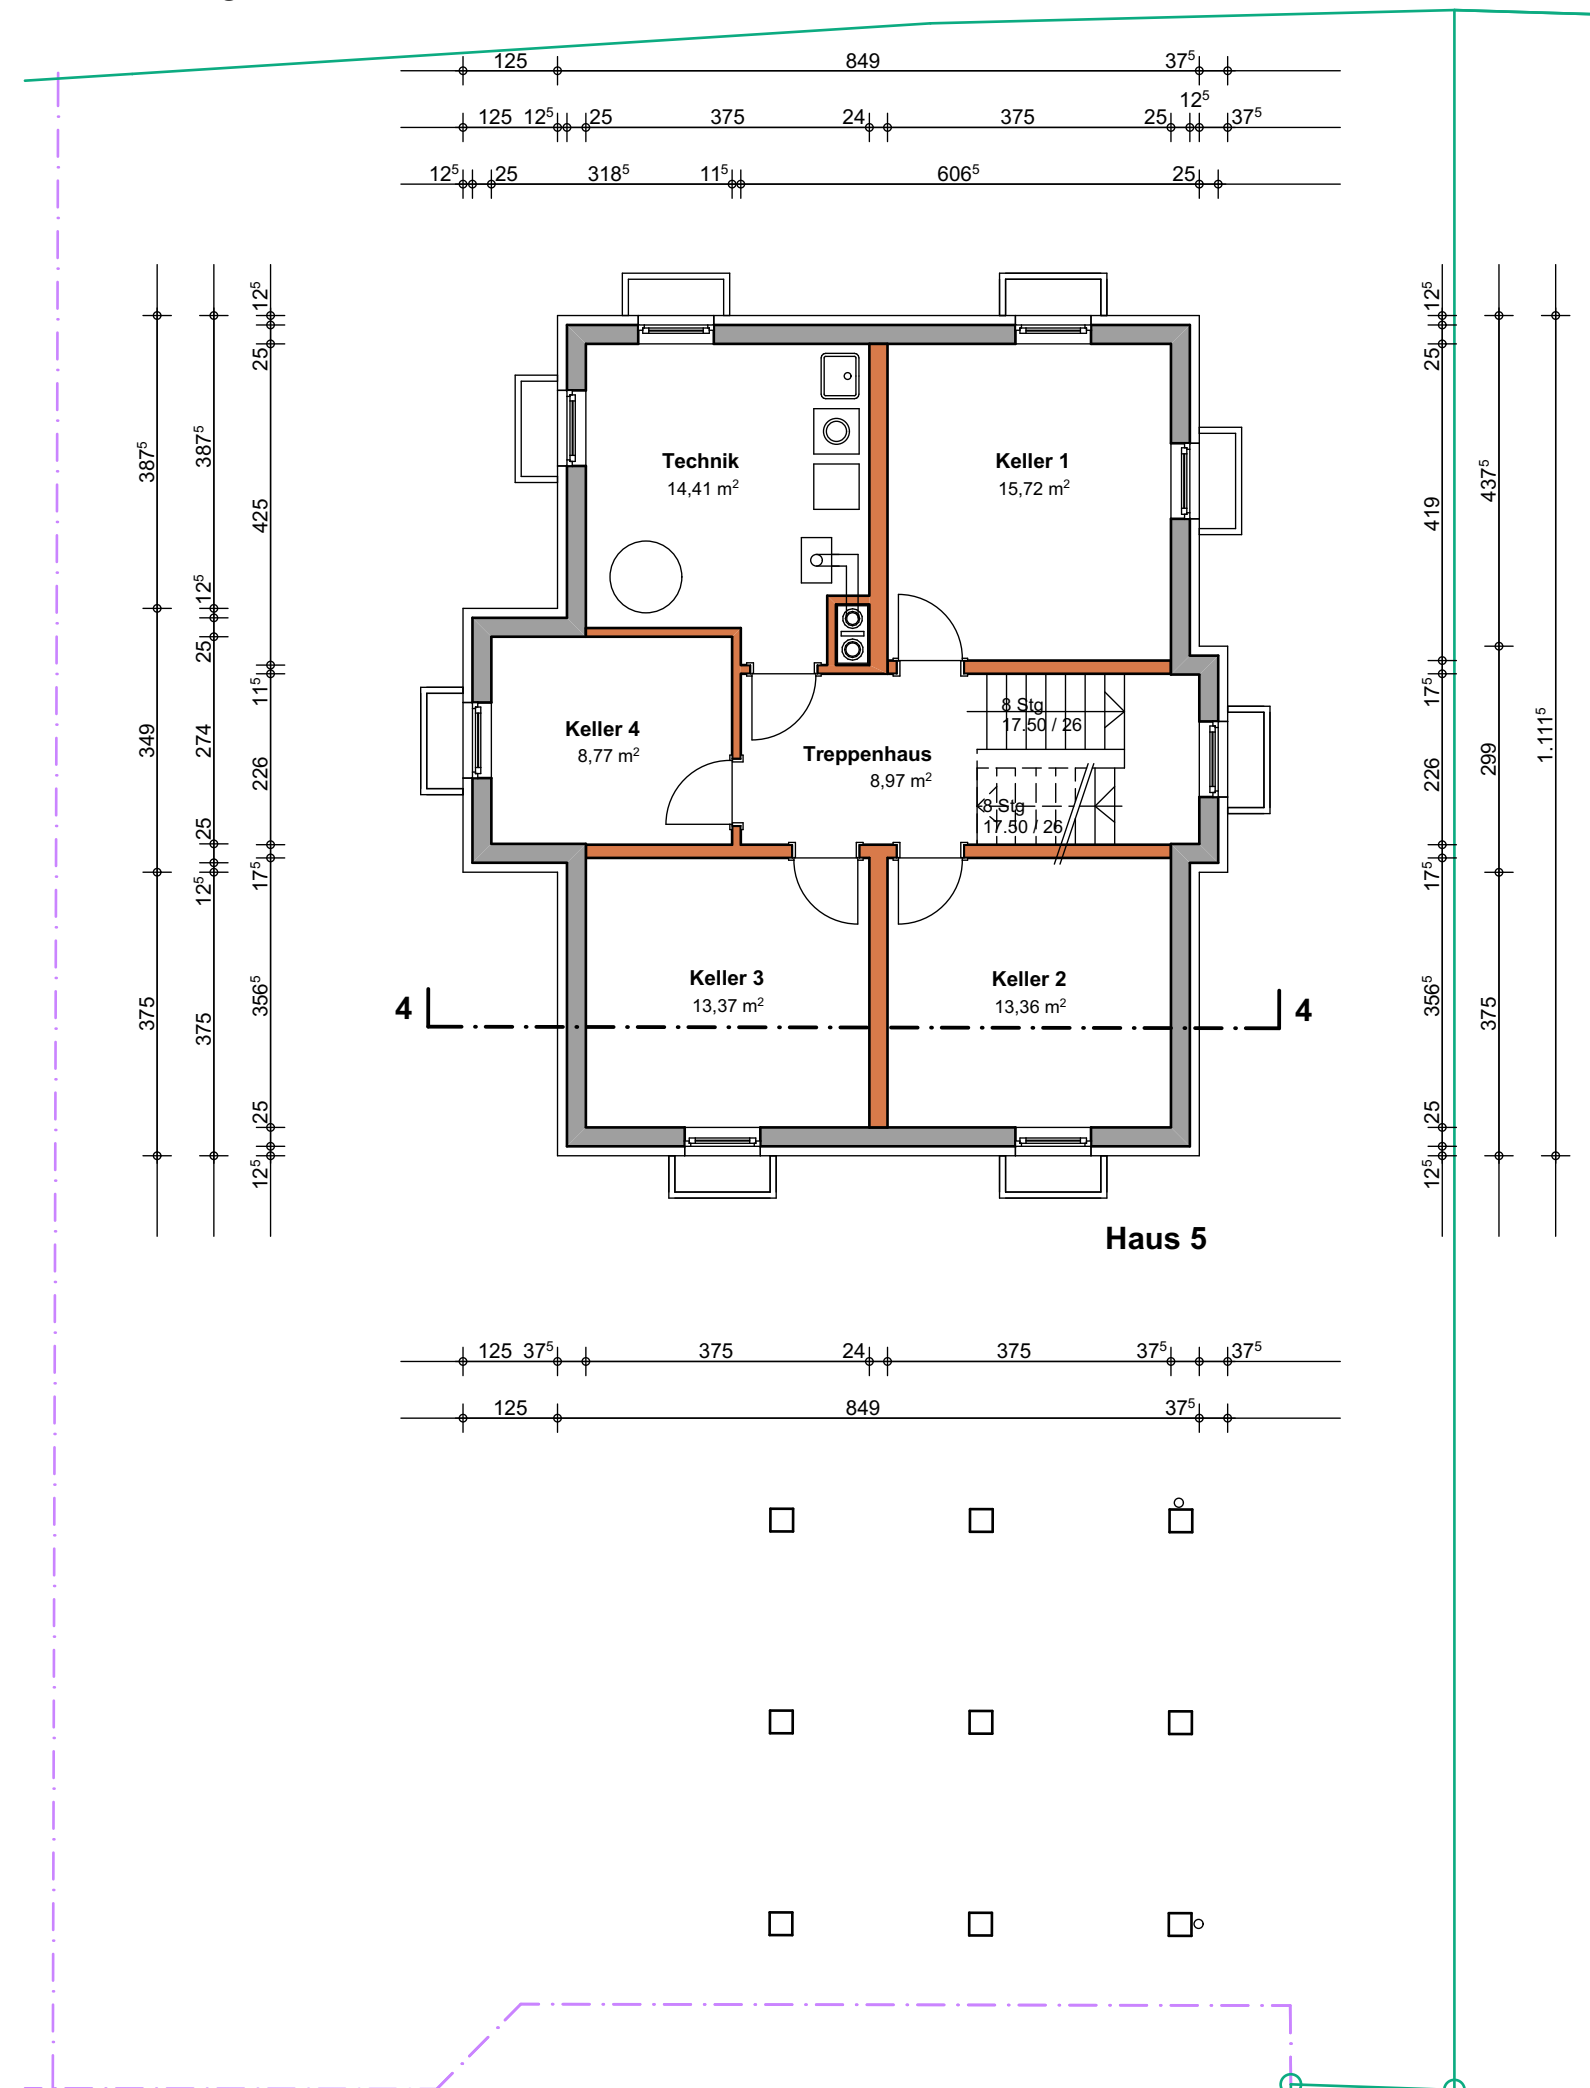 125 849 37⁵
12⁵
125 12⁵ 25 375 24 375 25 37⁵
12⁵ 25 318⁵ 11⁵ 606⁵ 25
387⁵
349
375
387⁵
12⁵
25
274
25
12⁵
375
12⁵
25
425
11⁵
226
17⁵
356⁵
25
12⁵
Technik
14,41 m²
Keller 1
15,72 m²
Keller 4
8,77 m²
Treppenhaus
8,97 m²
8 Stg
17.50 / 26
8 Stg
17.50 / 26
Keller 3
13,37 m²
Keller 2
13,36 m²
4
4
12⁵
25
419
17⁵
226
17⁵
356⁵
25
12⁵
437⁵
299
375
1.111⁵
Haus 5
125 37⁵ 375 24 375 37⁵ 37⁵
125 849 37⁵